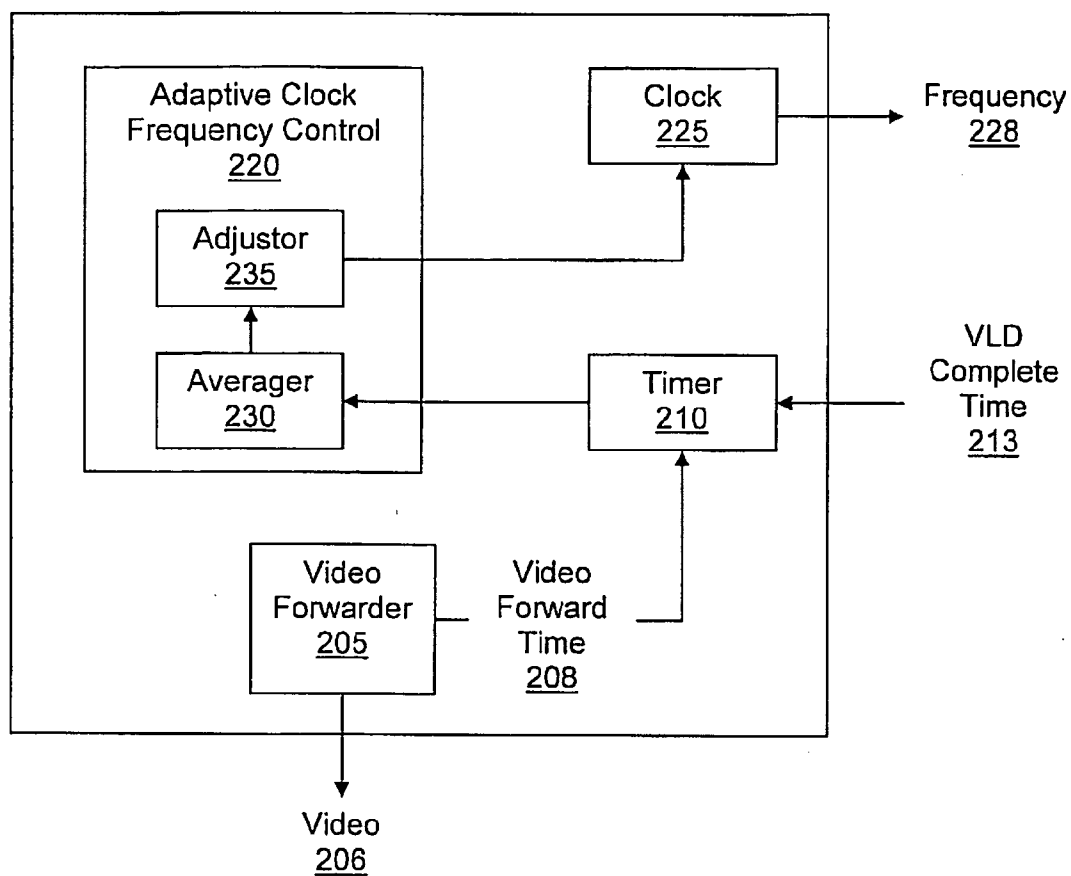 Adaptive Clock
Frequency Control
220
Clock
225
Frequency
228
Adjustor
235
Averager
230
Timer
210
VLD
Complete
Time
213
Video
Forwarder
205
Video
Forward
Time
208
Video
206